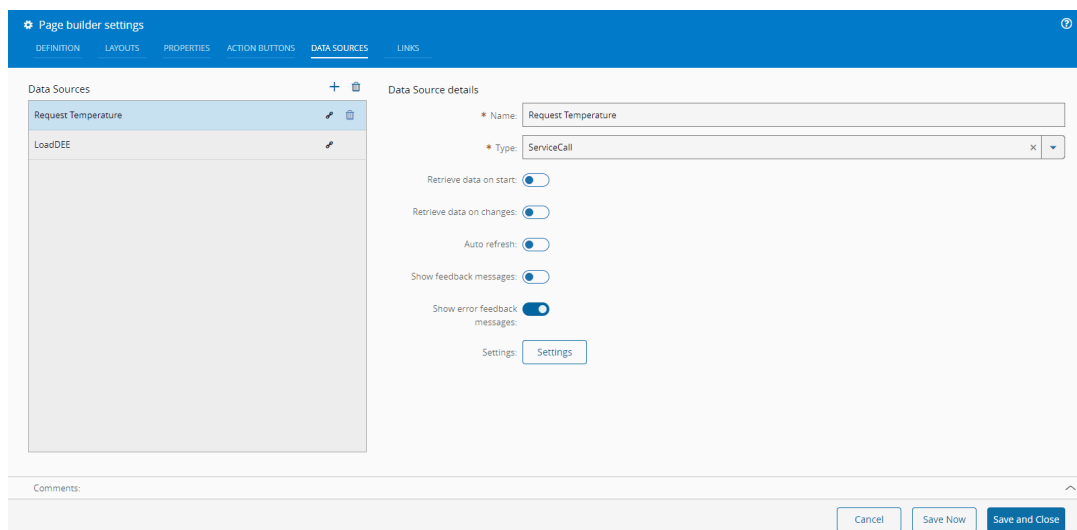 Page builder settings
DEFINITION LAYOUTS PROPERTIES ACTION BUTTONS DATA SOURCES LINKS
Data Sources
Request Temperature
LoadDEE
Data Source details
* Name: Request Temperature
* Type: ServiceCall
Retrieve data on start:
Retrieve data on changes:
Auto refresh:
Show feedback messages:
Show error feedback
messages:
Settings: Settings
Comments:
Cancel Save Now Save and Close